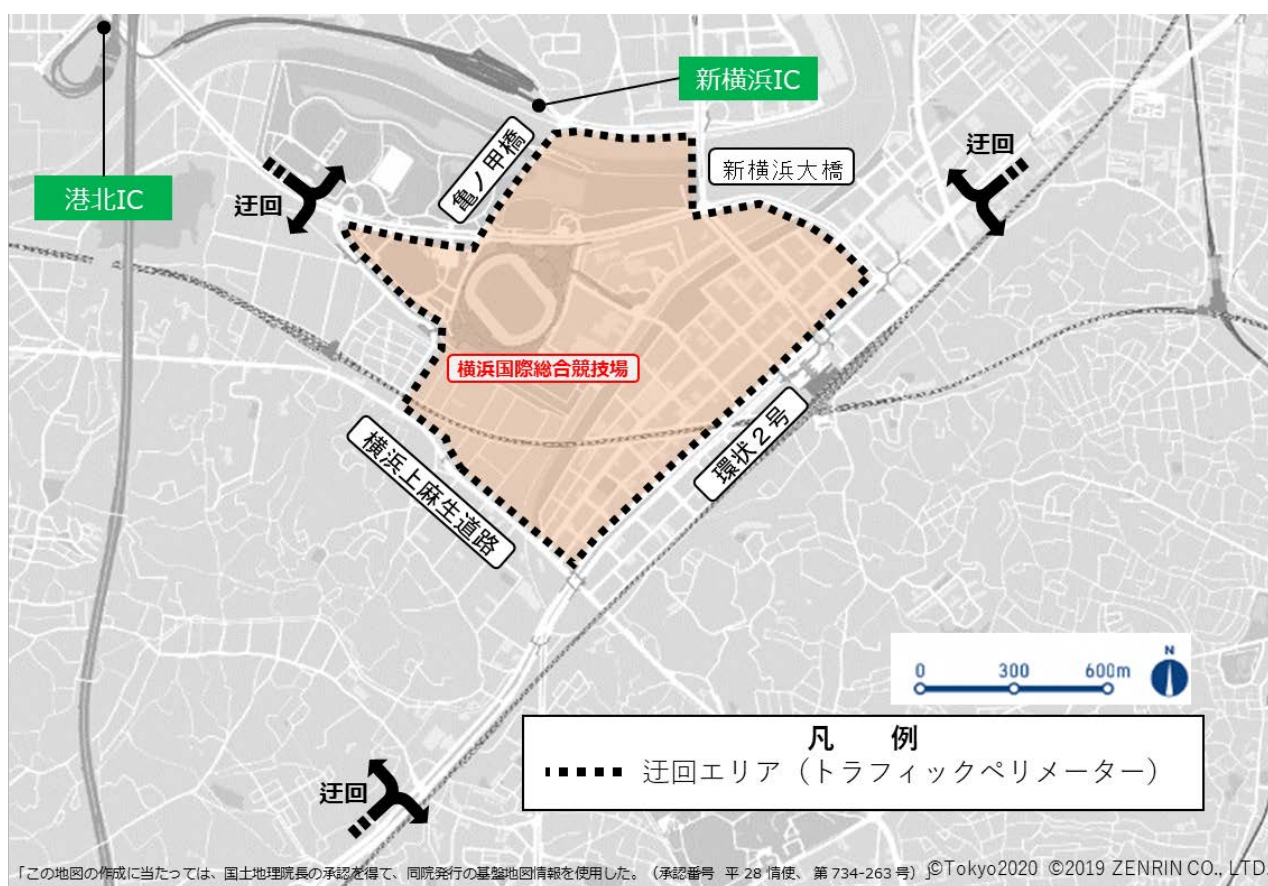 新横浜IC
港北IC
迂回
亀ノ甲橋
新横浜大橋
迂回
横浜国際総合競技場
環状2号
横浜上麻生道路
N
0 300 600m
迂回
凡 例
迂回エリア（トラフィックペリメーター）
「この地図の作成に当たっては、国土地理院長の承認を得て、同院発行の基盤地図情報を使用した。（承認番号 平 28 情使、 第 734-263 号）」©Tokyo2020 ©2019 ZENRIN CO., LTD.